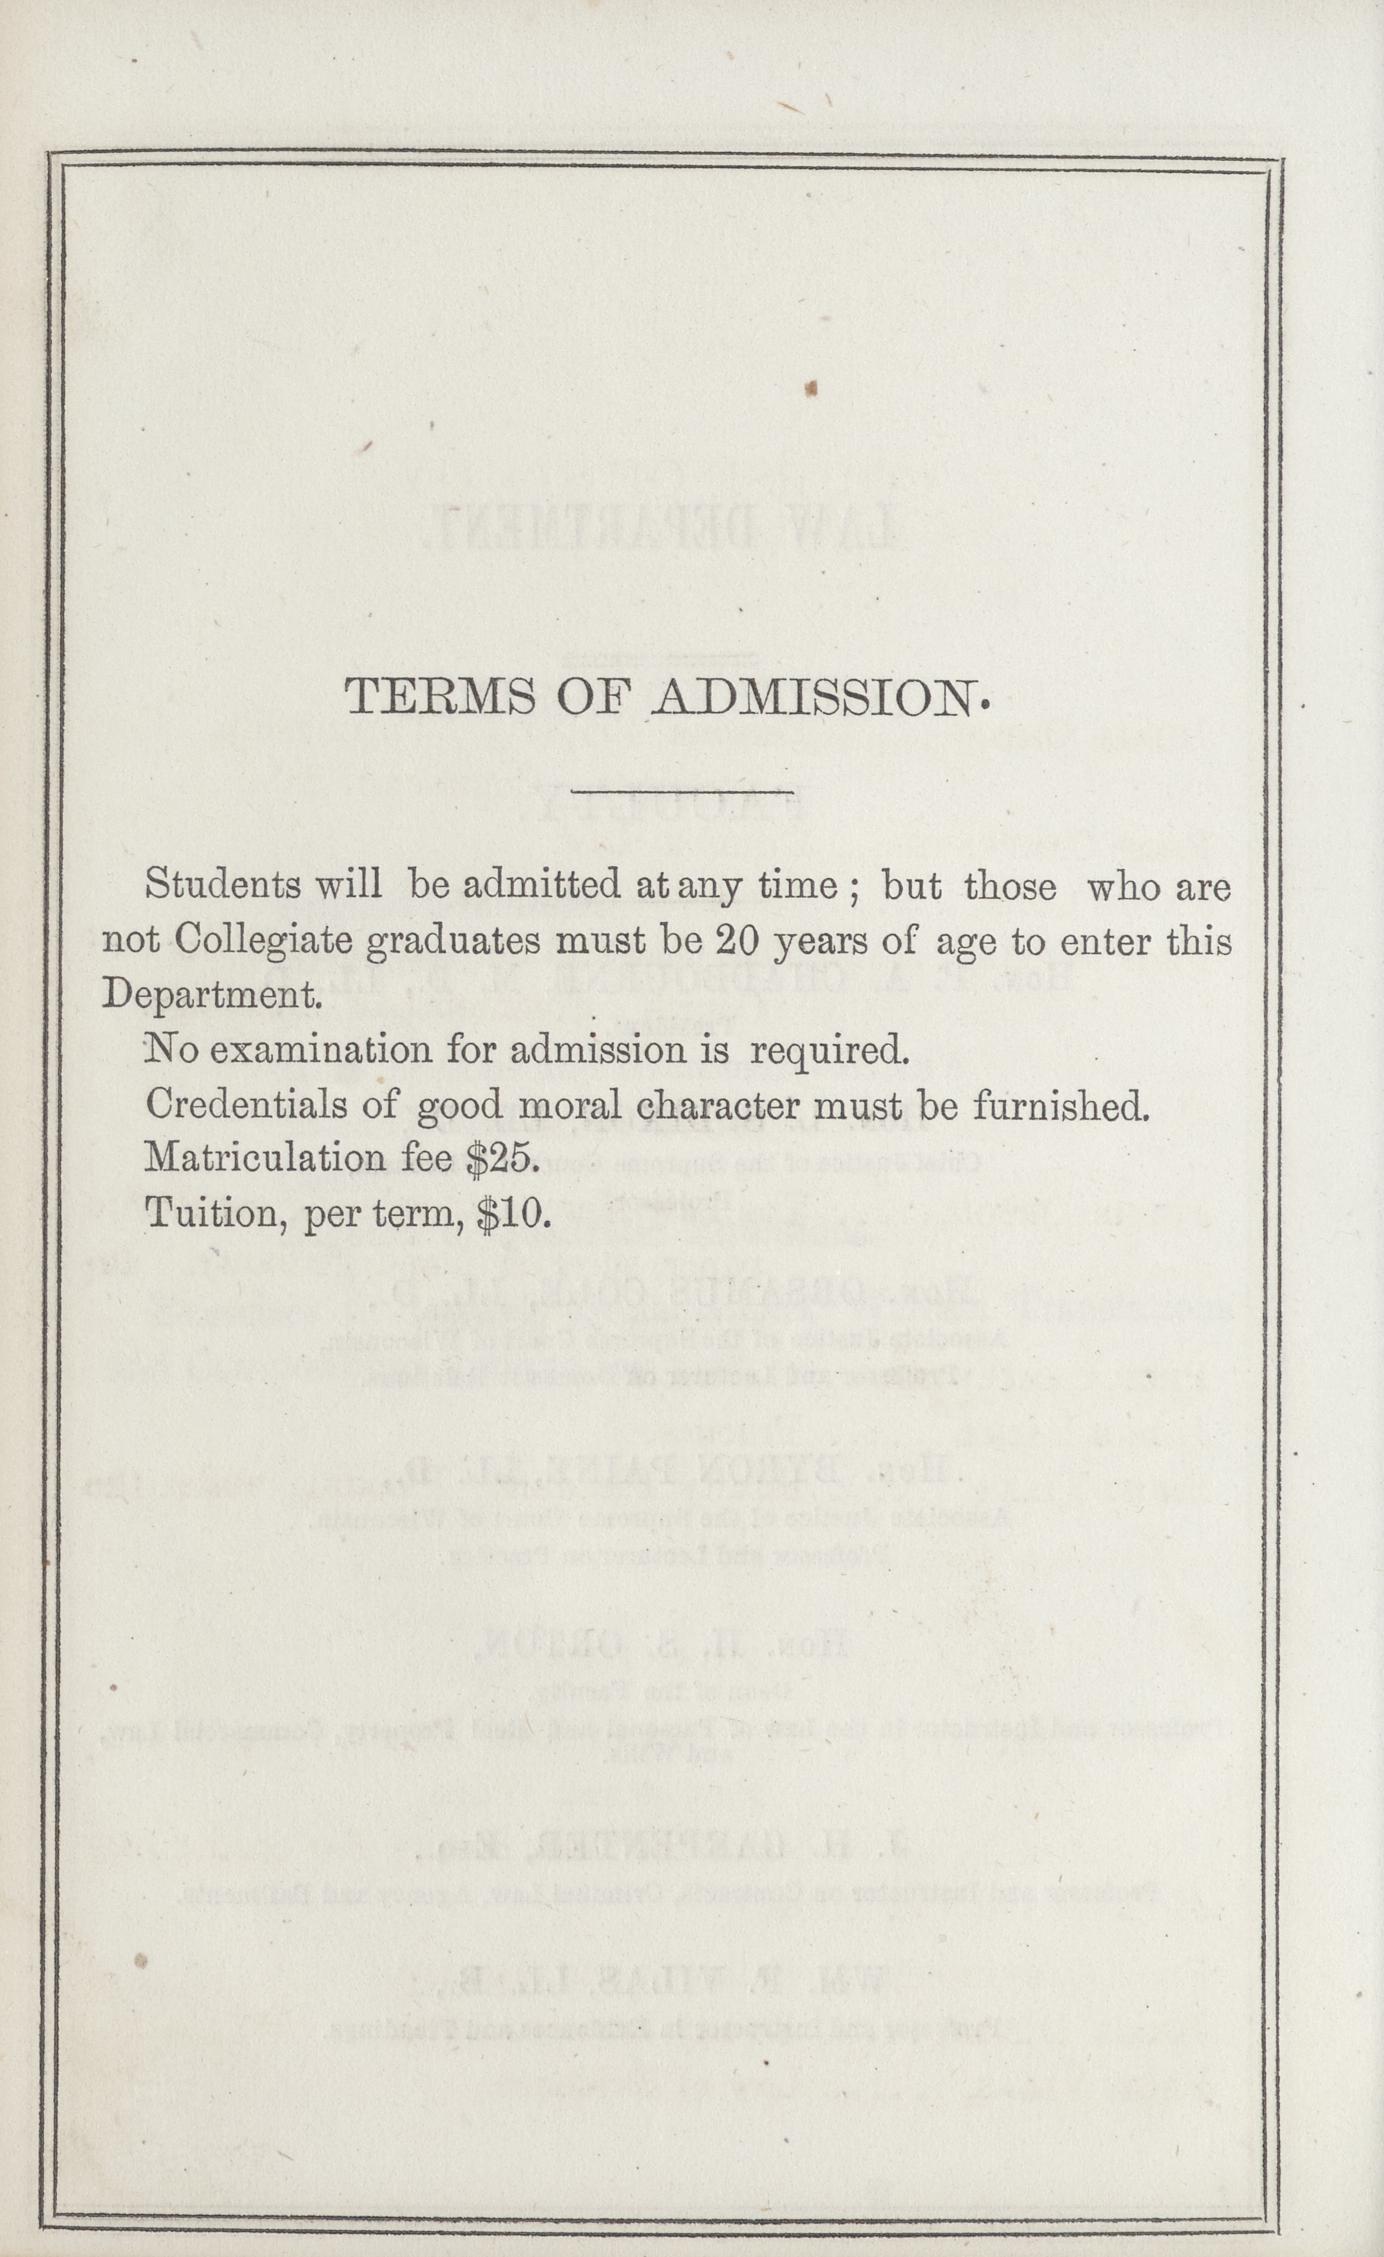 TERMS OF ADMISSION.
Students will be admitted at any time ; but those who are
not Collegiate graduates must be 20 years of age to enter this
Department.
No examination for admission is required.
Credentials of good moral character must be furnished.
Matriculation fee $25.
Tuition, per term, $10.